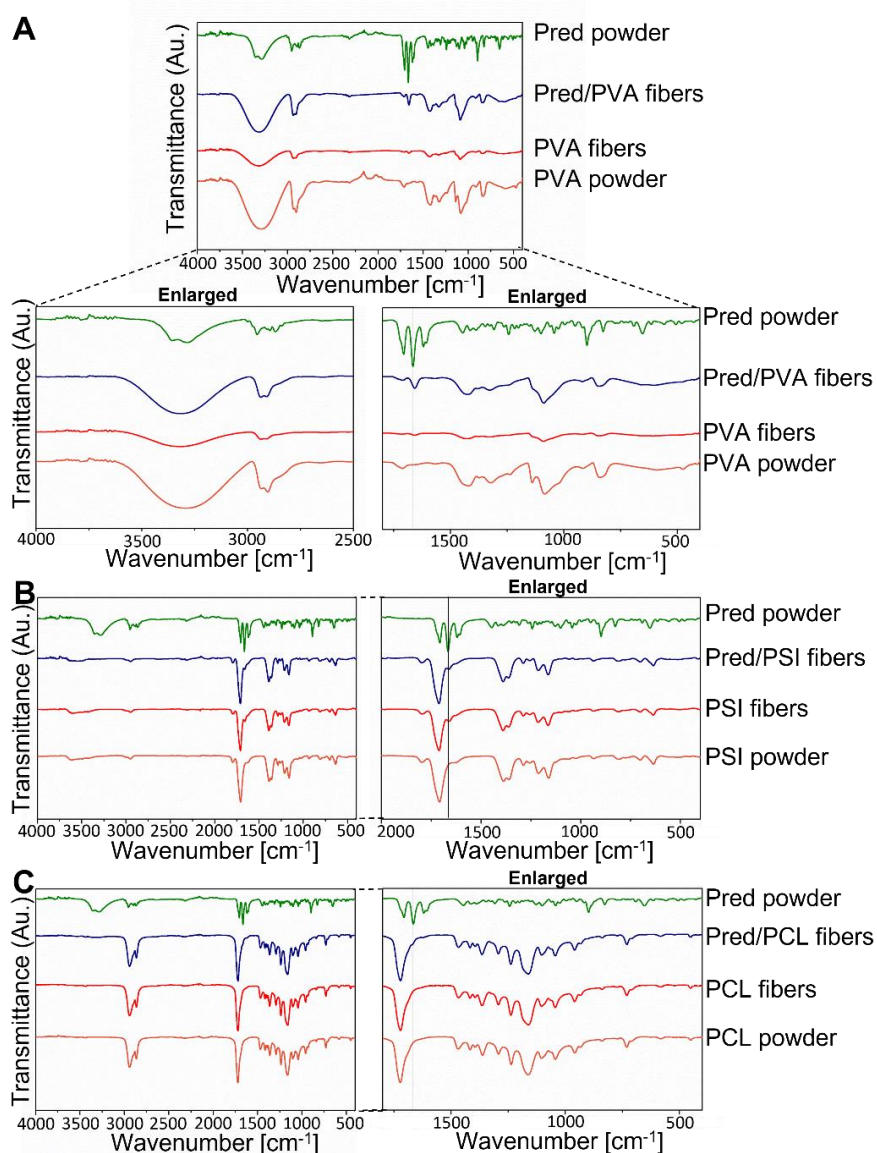 A
Transmittance (Au.)
Pred powder
Pred/PVA fibers
PVA fibers
PVA powder
4000 3500 3000 2500 2000 1500 1000 500
Wavenumber [cm⁻¹]
Enlarged
Transmittance (Au.)
4000 3500 3000 2500
Wavenumber [cm⁻¹]
Enlarged
Pred powder
Pred/PVA fibers
PVA fibers
PVA powder
1500 1000 500
Wavenumber [cm⁻¹]
B
Transmittance (Au.)
4000 3500 3000 2500 2000 1500 1000 500
Wavenumber [cm⁻¹]
Enlarged
Pred powder
Pred/PSI fibers
PSI fibers
PSI powder
2000 1500 1000 500
Wavenumber [cm⁻¹]
C
Transmittance (Au.)
4000 3500 3000 2500 2000 1500 1000 500
Wavenumber [cm⁻¹]
Enlarged
Pred powder
Pred/PCL fibers
PCL fibers
PCL powder
1500 1000 500
Wavenumber [cm⁻¹]